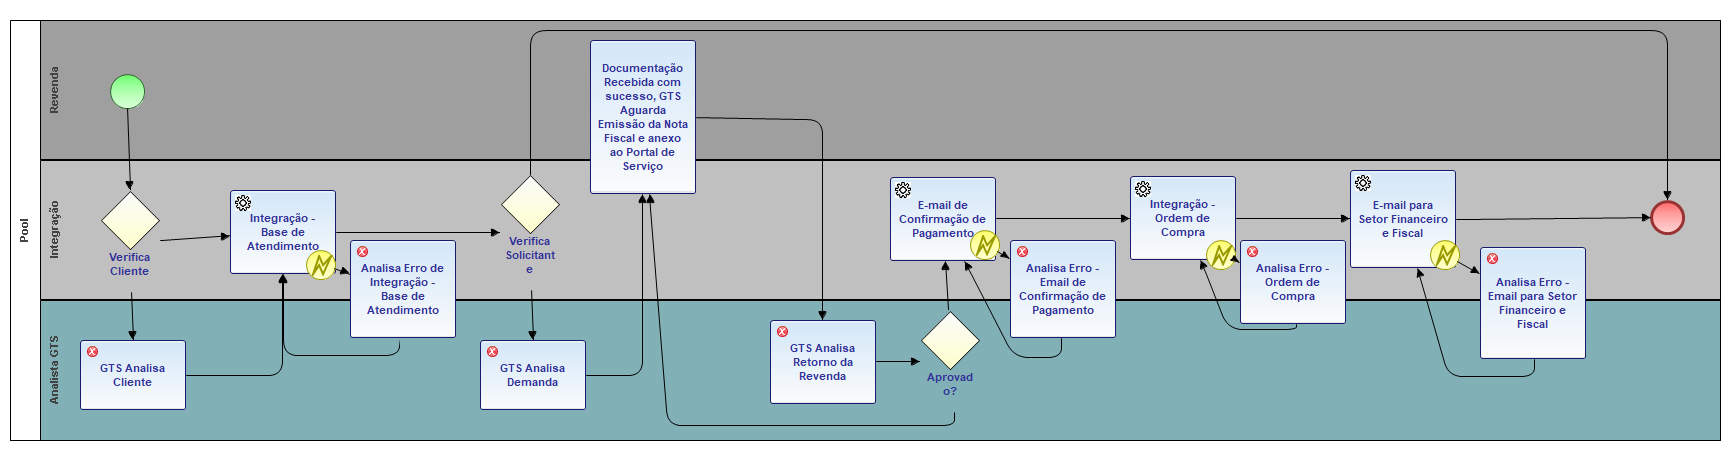 Pool
Revenda
Integração
Analista GTS
Verifica
Cliente
GTS Analisa
Cliente
Integração -
Base de
Atendimento
Analisa Erro de
Integração -
Base de
Atendimento
Verifica
Solicitant
e
GTS Analisa
Demanda
Documentação
Recebida com
sucesso, GTS
Aguarda
Emissão da Nota
Fiscal e anexo
ao Portal de
Serviço
GTS Analisa
Retorno da
Revenda
Aprovad
o?
E-mail de
Confirmação de
Pagamento
Analisa Erro -
Email de
Confirmação de
Pagamento
Integração -
Ordem de
Compra
Analisa Erro -
Ordem de
Compra
E-mail para
Setor Financeiro
e Fiscal
Analisa Erro -
Email para Setor
Financeiro e
Fiscal